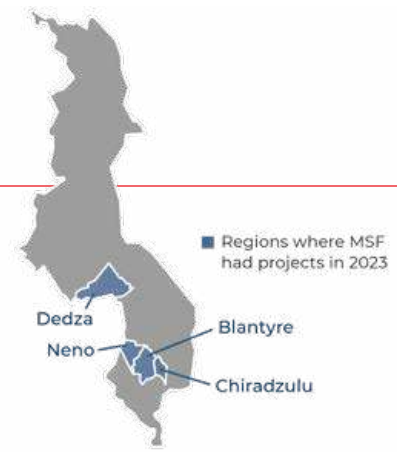 Regions where MSF
had projects in 2023
Dedza
Blantyre
Neno
Chiradzulu